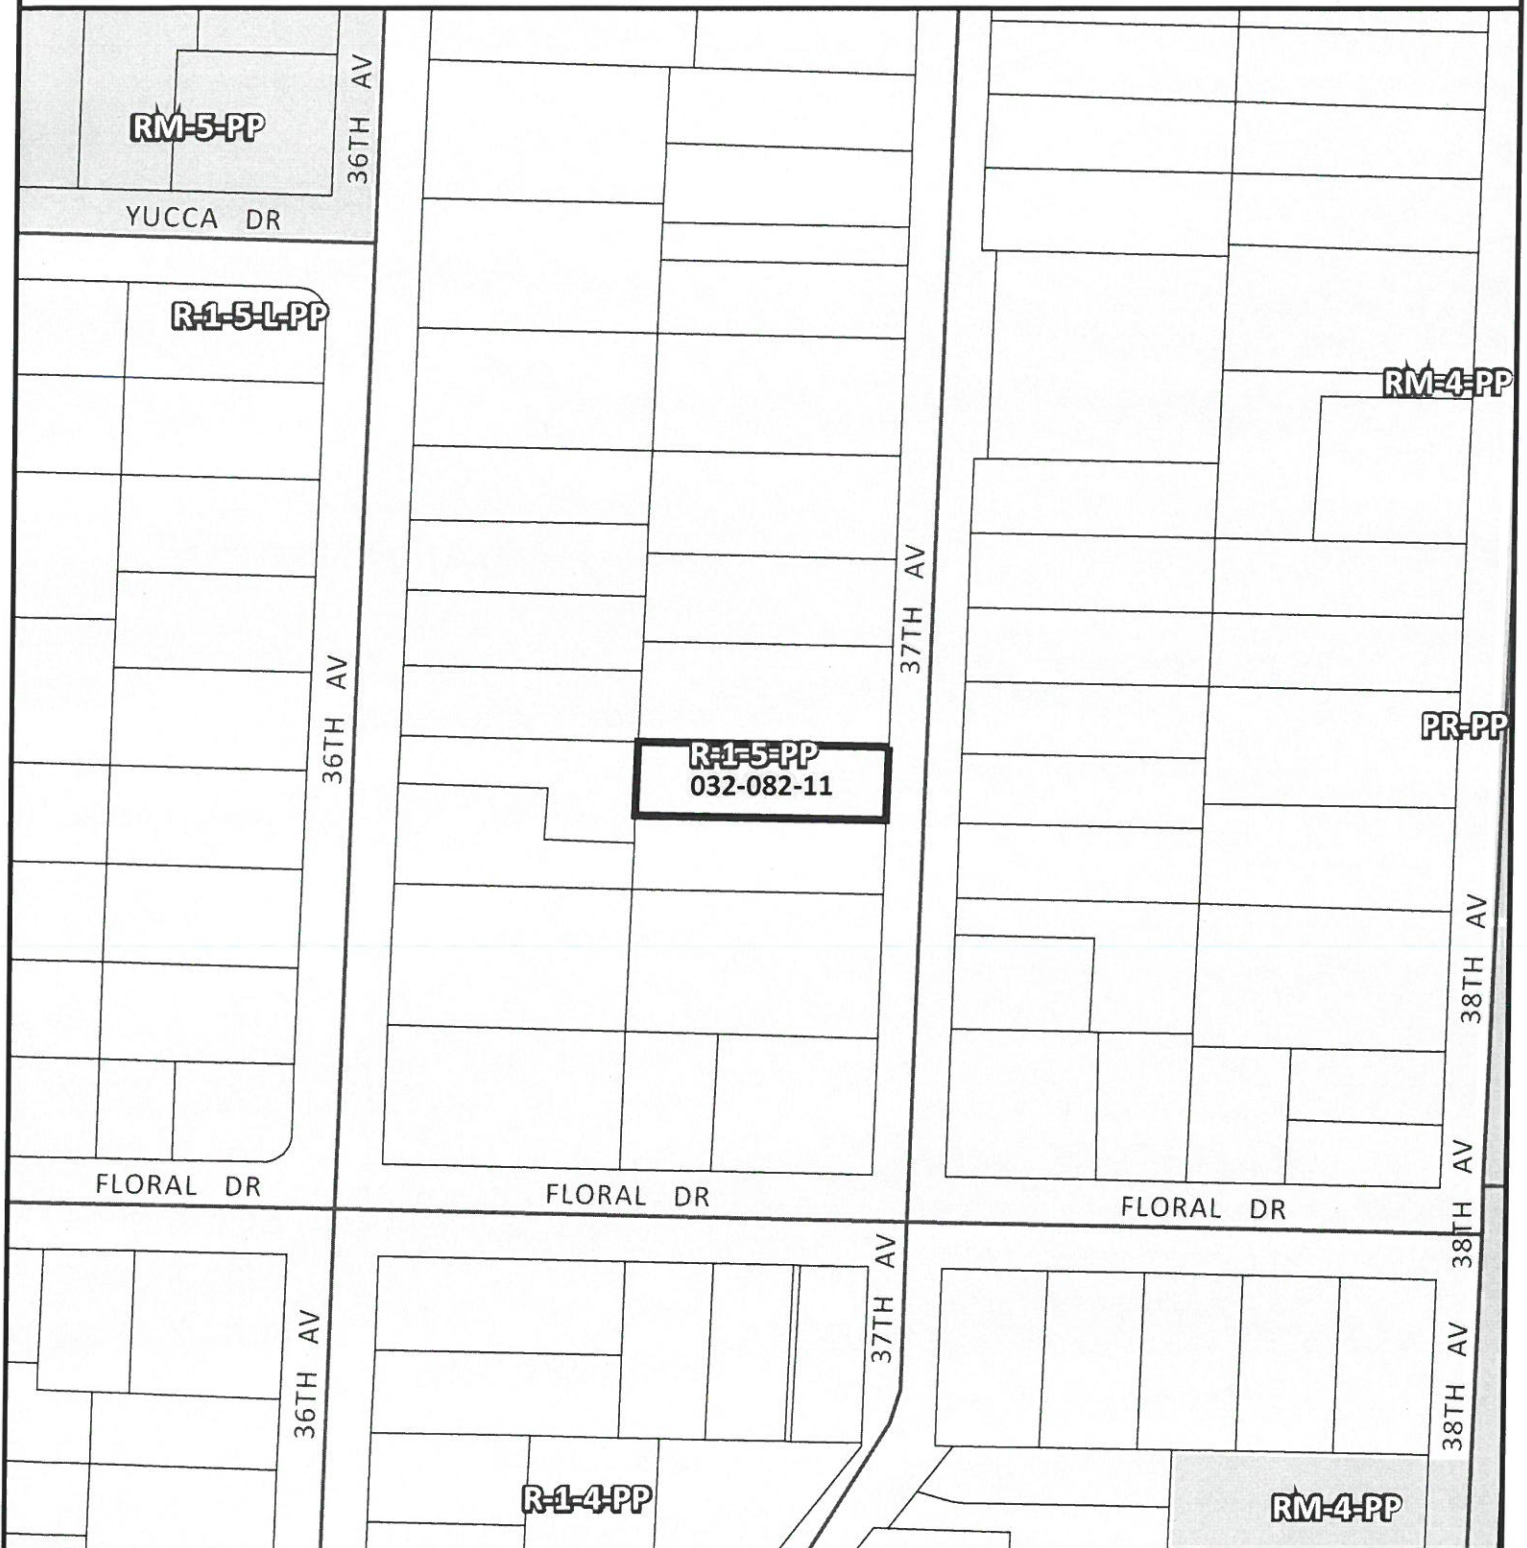 36TH AV
RM-5-PP
YUCCA DR
R-1-5-L-PP
RM-4-PP
37TH AV
36TH AV
PR-PP
R-1-5-PP
032-082-11
38TH AV
FLORAL DR
FLORAL DR
FLORAL DR
38TH AV
38TH AV
37TH AV
36TH AV
38TH AV
R-1-4-PP
RM-4-PP